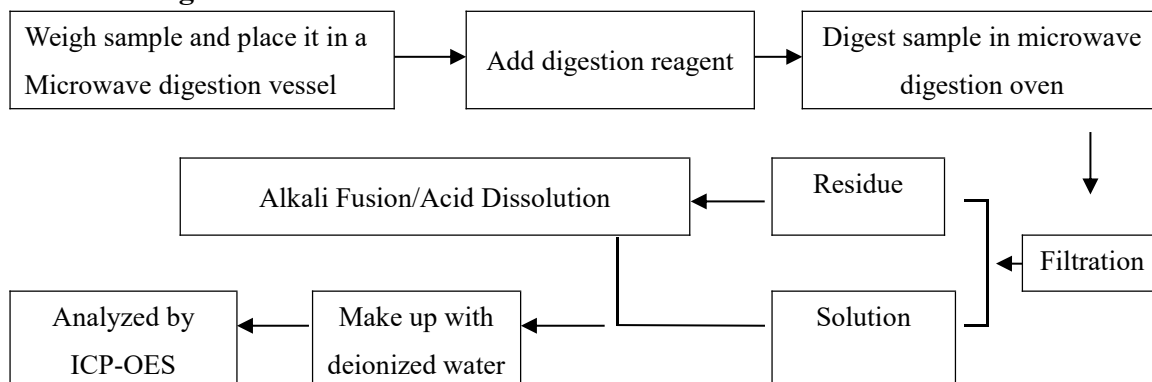 Weigh sample and place it in a
Microwave digestion vessel
Add digestion reagent
Digest sample in microwave
digestion oven
Alkali Fusion/Acid Dissolution
Residue
Filtration
Analyzed by
ICP-OES
Make up with
deionized water
Solution